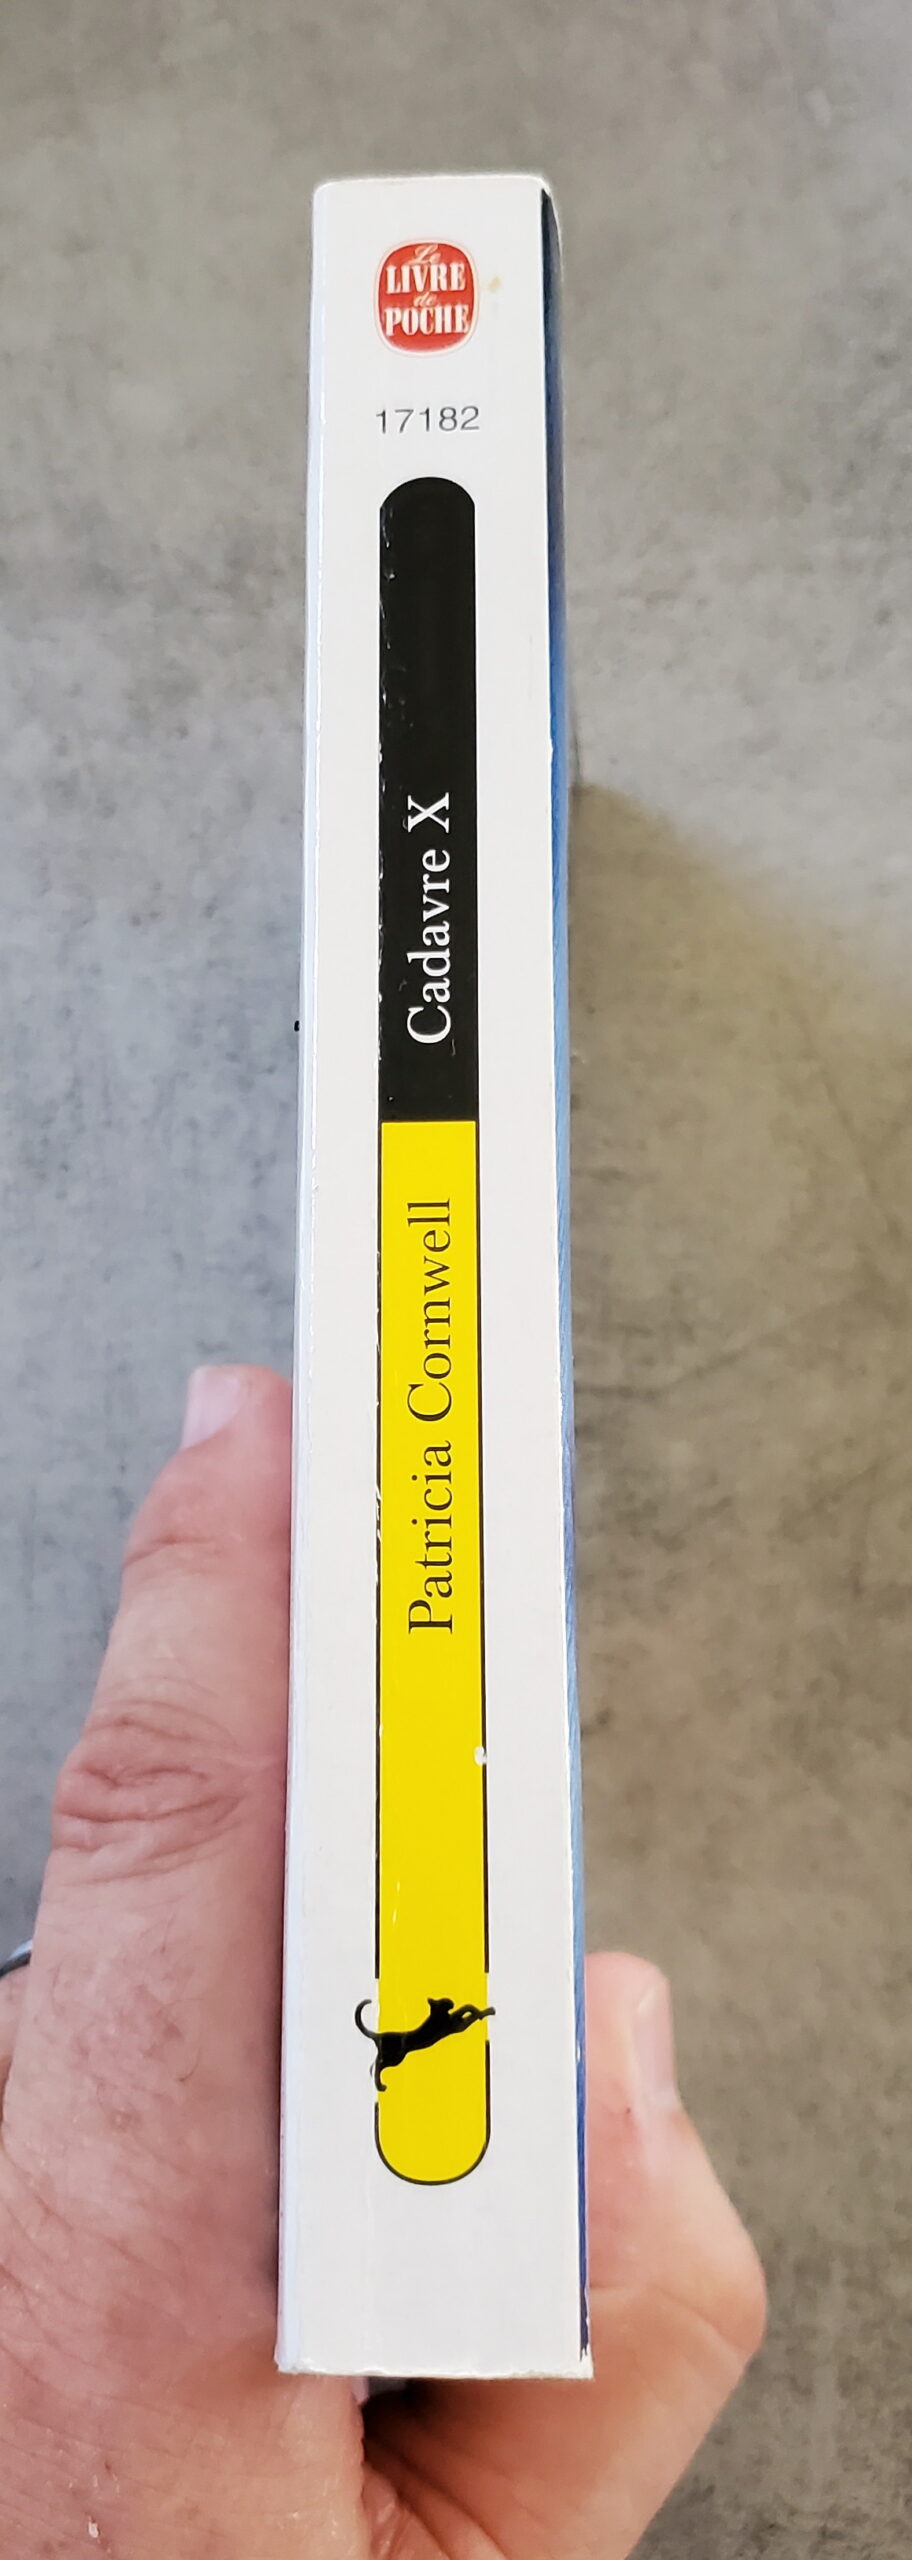 Le
LIVRE
de
POCHE
17182
Cadavre X
Patricia Cornwell